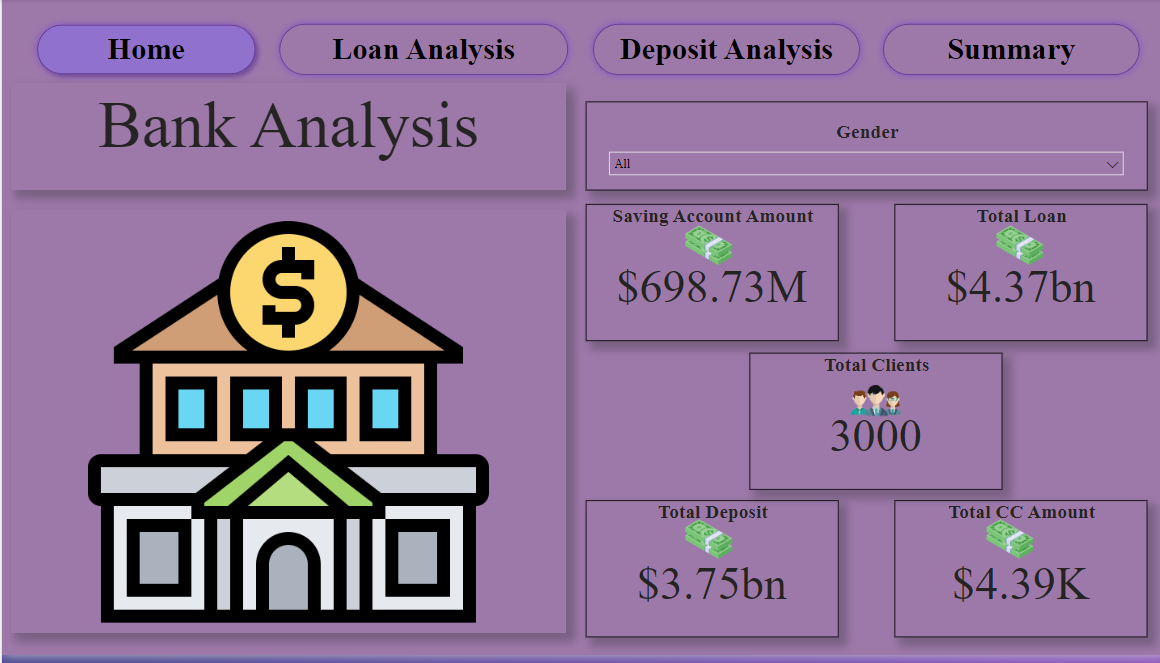 Home
Loan Analysis
Deposit Analysis
Summary
Bank Analysis
Gender
All
Saving Account Amount
$698.73M
Total Loan
$4.37bn
Total Clients
3000
Total Deposit
$3.75bn
Total CC Amount
$4.39K
$